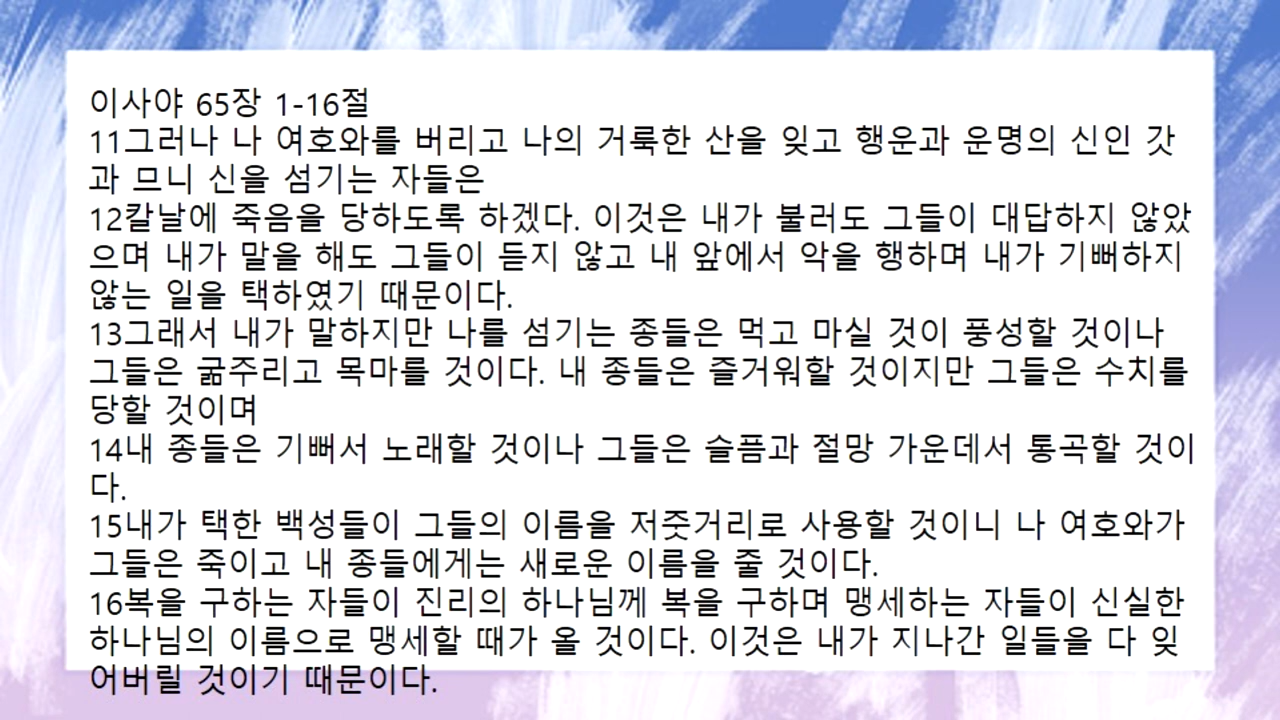 이사야 65장 1-16절
11그러나 나 여호와를 버리고 나의 거룩한 산을 잊고 행운과 운명의 신인 갓
과 므니 신을 섬기는 자들은
12칼날에 죽음을 당하도록 하겠다. 이것은 내가 불러도 그들이 대답하지 않았
으며 내가 말을 해도 그들이 듣지 않고 내 앞에서 악을 행하며 내가 기뻐하지
않는 일을 택하였기 때문이다.
13그래서 내가 말하지만 나를 섬기는 종들은 먹고 마실 것이 풍성할 것이나
그들은 굶주리고 목마를 것이다. 내 종들은 즐거워할 것이지만 그들은 수치를
당할 것이며
14내 종들은 기뻐서 노래할 것이나 그들은 슬픔과 절망 가운데서 통곡할 것이
다.
15내가 택한 백성들이 그들의 이름을 저줏거리로 사용할 것이니 나 여호와가
그들은 죽이고 내 종들에게는 새로운 이름을 줄 것이다.
16복을 구하는 자들이 진리의 하나님께 복을 구하며 맹세하는 자들이 신실한
하나님의 이름으로 맹세할 때가 올 것이다. 이것은 내가 지나간 일들을 다 잊
어버릴 것이기 때문이다.